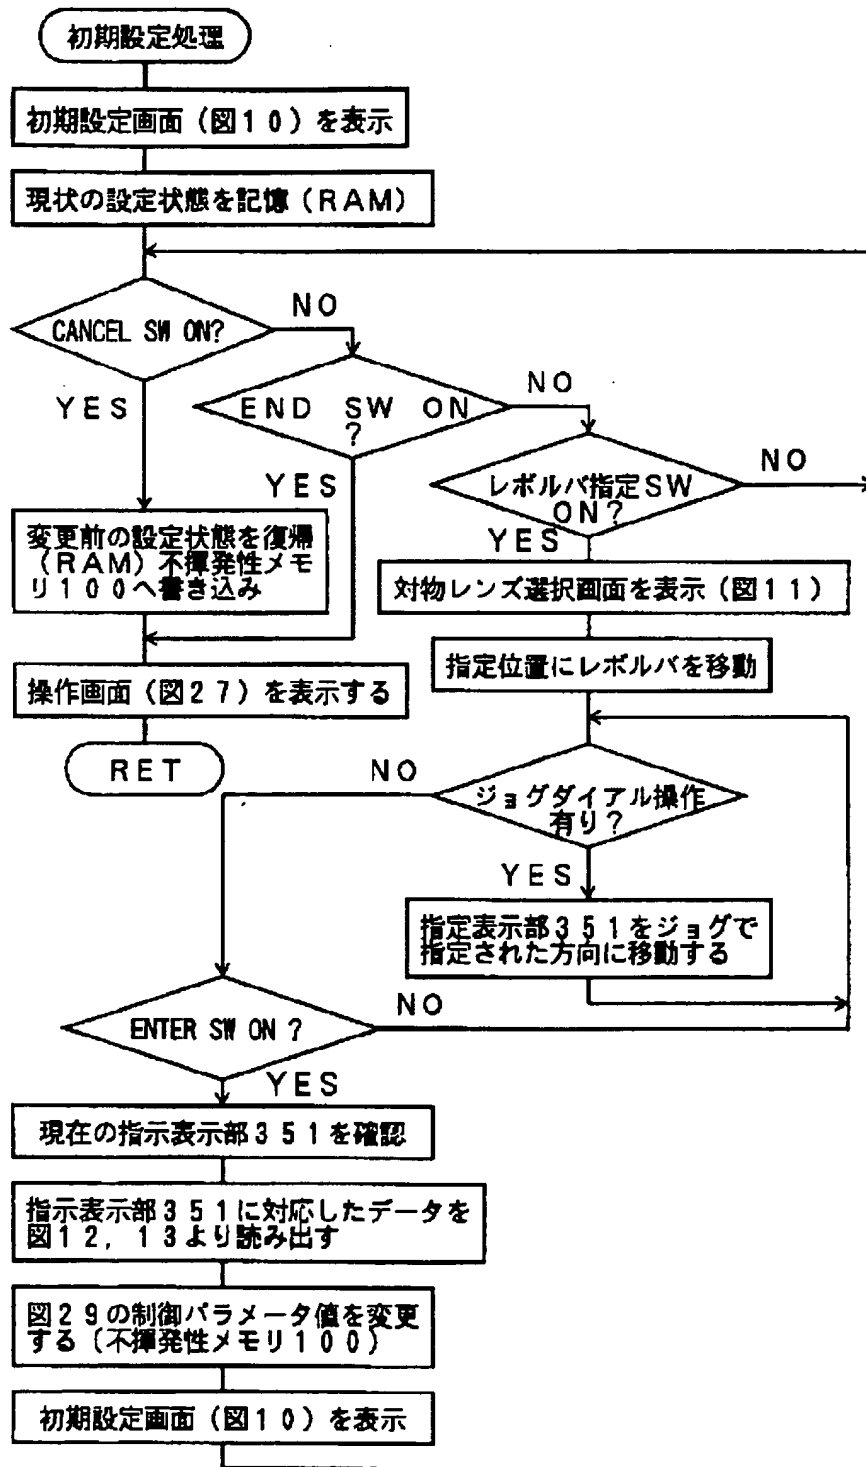 初期設定処理
初期設定画面（図１０）を表示
現状の設定状態を記憶（ＲＡＭ）
CANCEL SW ON?
NO
YES
END SW ON
?
NO
YES
レボルバ指定SW
ON?
NO
YES
変更前の設定状態を復帰
（RAM）不揮発性メモ
リ１００へ書き込み
対物レンズ選択画面を表示（図１１）
操作画面（図２７）を表示する
指定位置にレボルバを移動
RET
ジョグダイアル操作
有り？
NO
YES
指定表示部３５１をジョグで
指定された方向に移動する
ENTER SW ON ?
NO
YES
現在の指示表示部３５１を確認
指示表示部３５１に対応したデータを
図１２，１３より読み出す
図２９の制御パラメータ値を変更
する（不揮発性メモリ１００）
初期設定画面（図１０）を表示